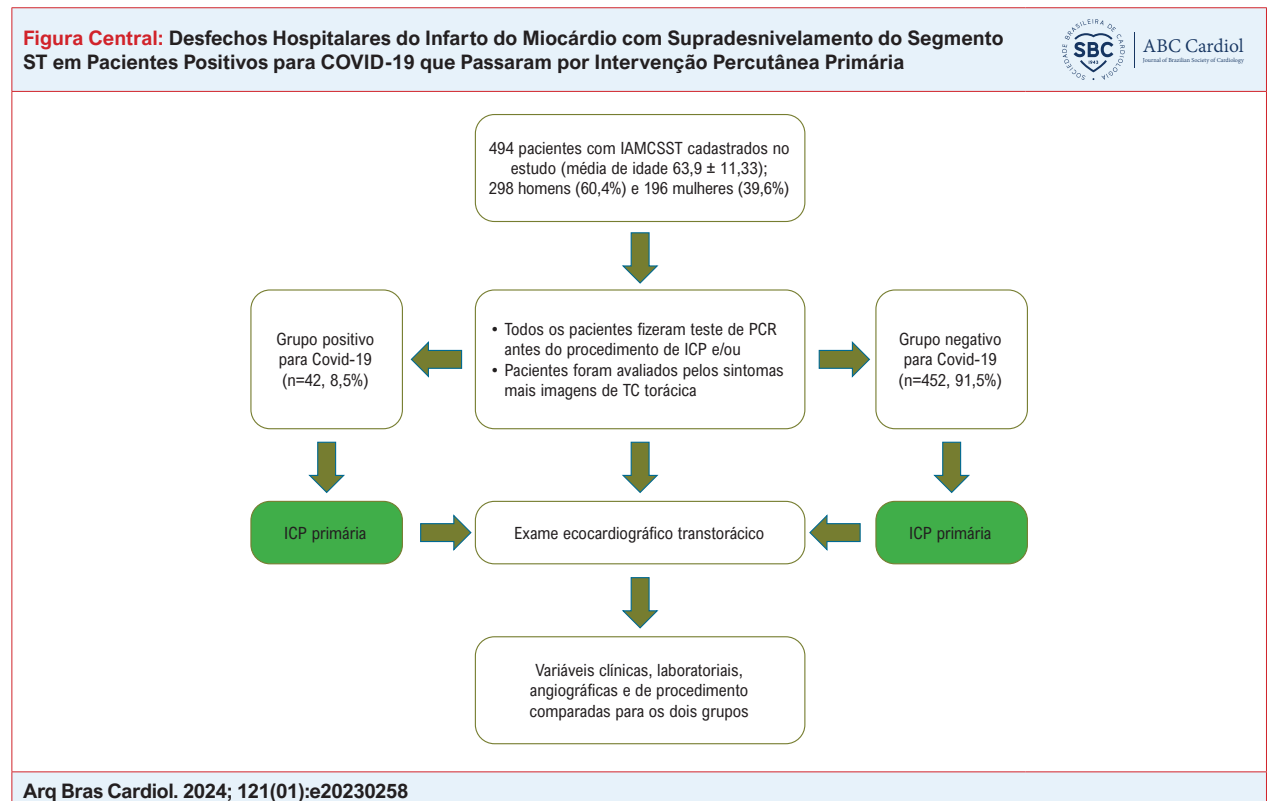 Figura Central: Desfechos Hospitalares do Infarto do Miocárdio com Supradesnivelamento do Segmento
ST em Pacientes Positivos para COVID-19 que Passaram por Intervenção Percutânea Primária
SOCIEDADE BRASILEIRA DE CARDIOLOGIA
SBC
1943
ABC Cardiol
Journal of Brazilian Society of Cardiology
494 pacientes com IAMCSST cadastrados no
estudo (média de idade 63,9 ± 11,33);
298 homens (60,4%) e 196 mulheres (39,6%)
Grupo positivo
para Covid-19
(n=42, 8,5%)
• Todos os pacientes fizeram teste de PCR
antes do procedimento de ICP e/ou
• Pacientes foram avaliados pelos sintomas
mais imagens de TC torácica
Grupo negativo
para Covid-19
(n=452, 91,5%)
ICP primária
Exame ecocardiográfico transtorácico
ICP primária
Variáveis clínicas, laboratoriais,
angiográficas e de procedimento
comparadas para os dois grupos
Arq Bras Cardiol. 2024; 121(01):e20230258